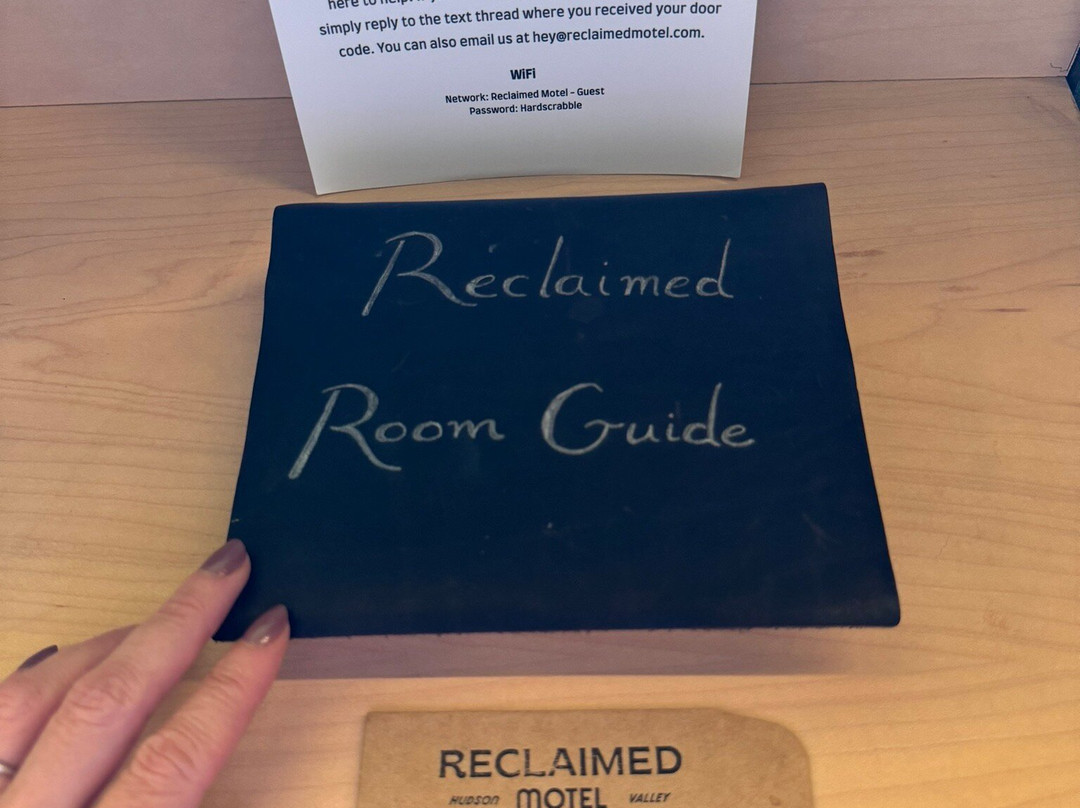 simply reply to the text thread where you received your door
code. You can also email us at hey@reclaimedmotel.com.
WiFi
Network: Reclaimed Motel - Guest
Password: Hardscrabble
Reclaimed
Room Guide
RECLAIMED
HUDSON MOTEL VALLEY